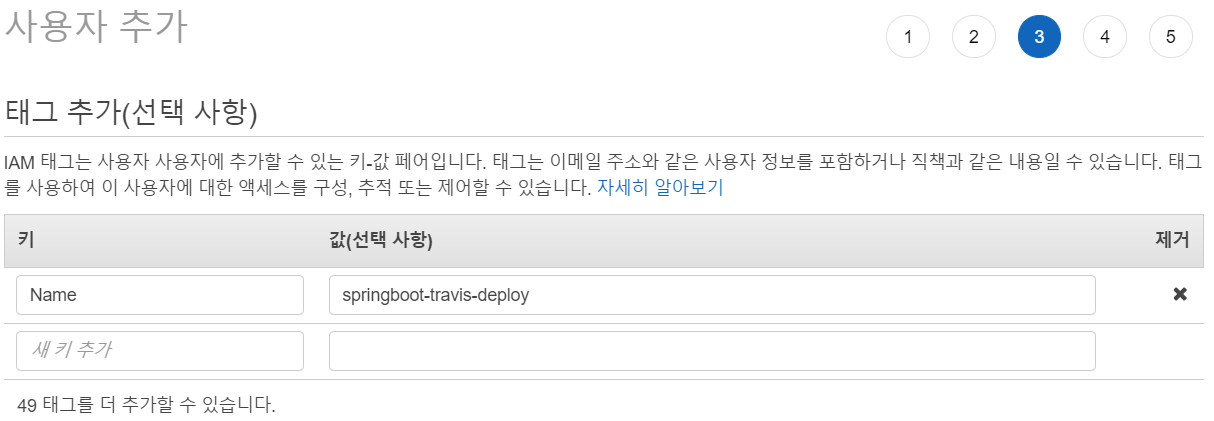 사용자 추가
1 2 3 4 5
태그 추가(선택 사항)
IAM 태그는 사용자 사용자에 추가할 수 있는 키-값 페어입니다. 태그는 이메일 주소와 같은 사용자 정보를 포함하거나 직책과 같은 내용일 수 있습니다. 태그
를 사용하여 이 사용자에 대한 액세스를 구성, 추적 또는 제어할 수 있습니다. 자세히 알아보기
키 값(선택 사항) 제거
Name springboot-travis-deploy
새 키 추가
49 태그를 더 추가할 수 있습니다.